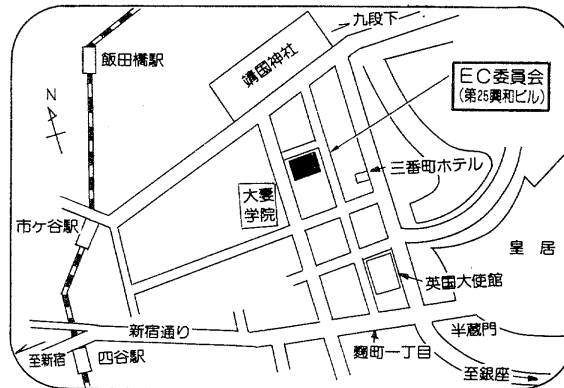 九段下
飯田橋駅
靖国神社
EC委員会
(第25興和ビル)
N
三番町ホテル
大妻
学院
市ケ谷駅
皇居
英国大使館
新宿通り
半蔵門
至新宿
四谷駅
麹町一丁目
至銀座